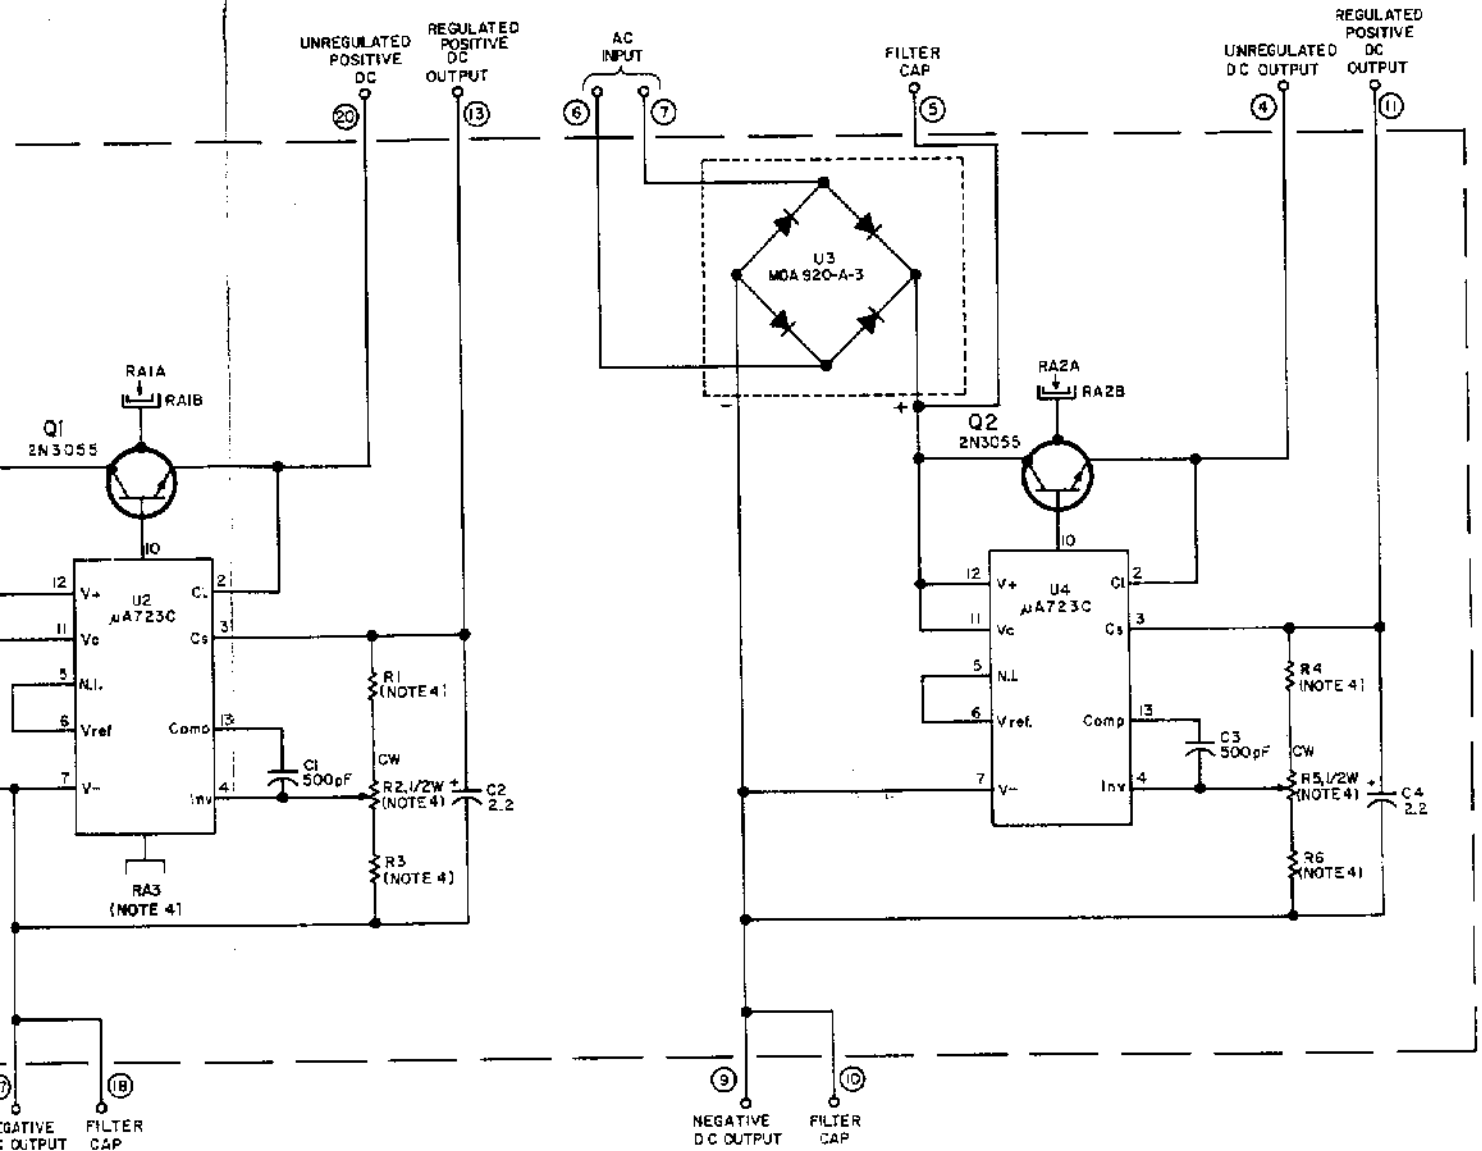 UNREGULATED
POSITIVE
DC
20
REGULATED
POSITIVE
DC
OUTPUT
13
AC
INPUT
6
7
FILTER
CAP
5
UNREGULATED
DC OUTPUT
4
REGULATED
POSITIVE
DC
OUTPUT
11
U3
MDA920-A-3
-
+
RA1A
RA1B
Q1
2N3055
10
12
V+
U2
µA723C
CL
2
11
Vc
Cs
3
5
N.I.
6
Vref
Comp
13
7
V-
Inv
4
C1
500pF
R1
(NOTE 4)
CW
R2,1/2W
(NOTE 4)
+
C2
2.2
R3
(NOTE 4)
RA3
(NOTE 4)
RA2A
RA2B
Q2
2N3055
10
12
V+
U4
µA723C
CL
2
11
Vc
Cs
3
5
N.I.
6
Vref.
Comp
13
7
V-
Inv
4
C3
500pF
R4
(NOTE 4)
CW
R5,1/2W
(NOTE 4)
+
C4
2.2
R6
(NOTE 4)
7
EGATIVE
C OUTPUT
18
FILTER
CAP
9
NEGATIVE
DC OUTPUT
10
FILTER
CAP